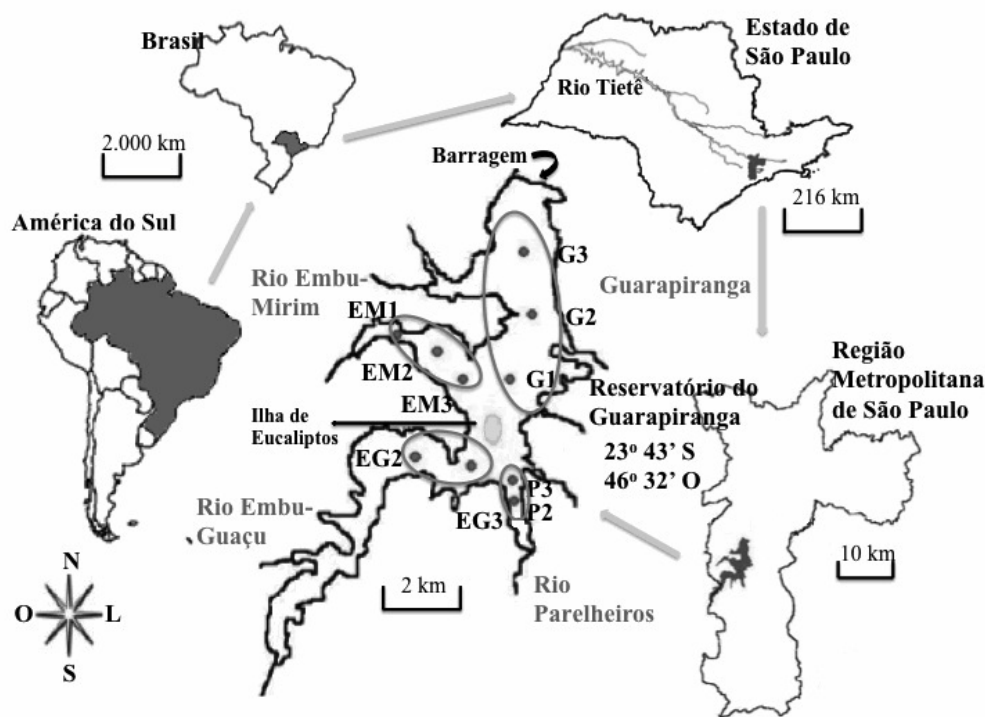 Brasil
2.000 km
Estado de
São Paulo
Rio Tietê
216 km
Barragem
América do Sul
Rio Embu-
Mirim
G3
Guarapiranga
G2
EM1
EM2
G1
EM3
Ilha de
Eucaliptos
Reservatório do
Guarapiranga
23º 43’ S
46º 32’ O
Região
Metropolitana
de São Paulo
EG2
P3
P2
EG3
Rio Embu-
Guaçu
2 km
Rio
Parelheiros
10 km
N
O
L
S